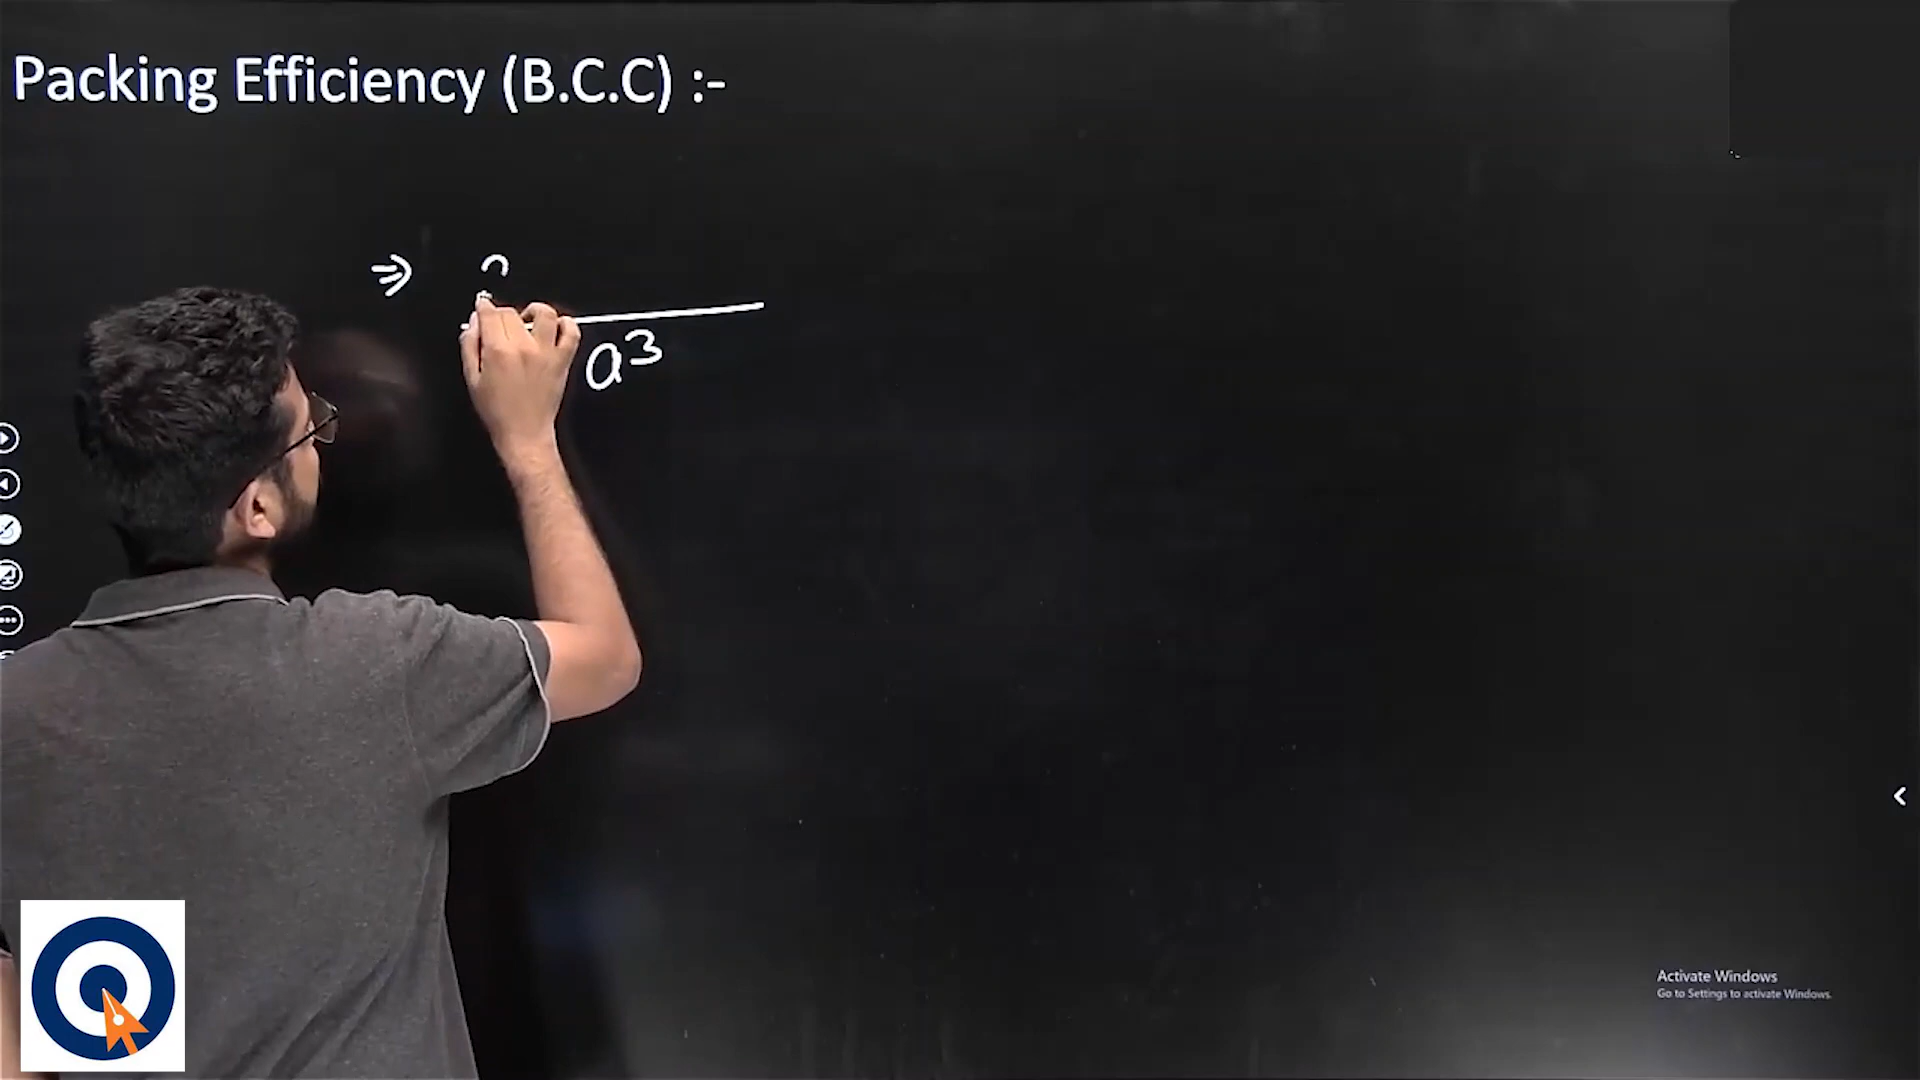 Packing Efficiency (B.C.C) :-
⇒
a³
Activate Windows
Go to Settings to activate Windows.